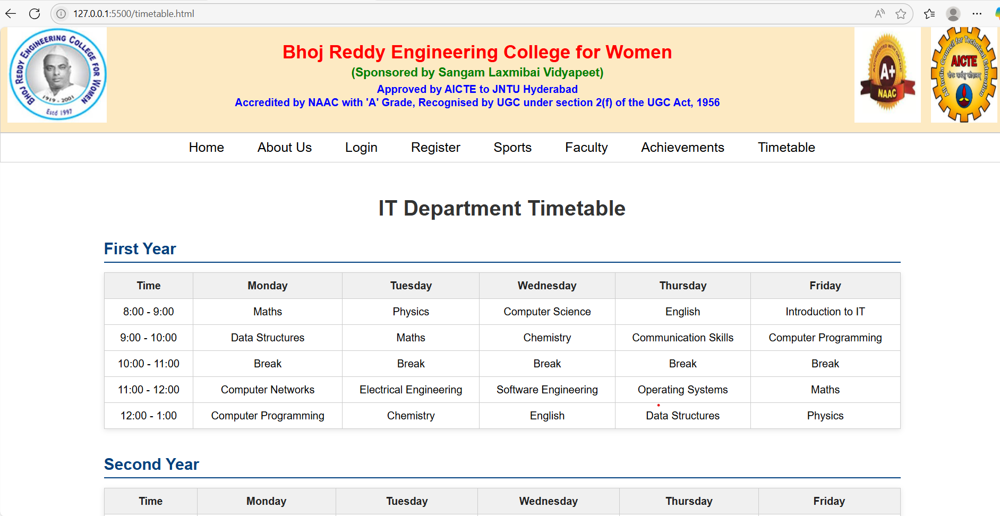 127.0.0.1:5500/timetable.html
BHOJ REDDY ENGINEERING COLLEGE FOR WOMEN
1919 - 2001
Estd 1997
Bhoj Reddy Engineering College for Women
(Sponsored by Sangam Laxmibai Vidyapeet)
Approved by AICTE to JNTU Hyderabad
Accredited by NAAC with 'A' Grade, Recognised by UGC under section 2(f) of the UGC Act, 1956
ACCREDITED WITH GRADE
A+
NAAC
All India Council for Technical Education
AICTE
योगः कर्मसु कौशलम्
Home About Us Login Register Sports Faculty Achievements Timetable
IT Department Timetable
First Year
Time Monday Tuesday Wednesday Thursday Friday
8:00 - 9:00 Maths Physics Computer Science English Introduction to IT
9:00 - 10:00 Data Structures Maths Chemistry Communication Skills Computer Programming
10:00 - 11:00 Break Break Break Break Break
11:00 - 12:00 Computer Networks Electrical Engineering Software Engineering Operating Systems Maths
12:00 - 1:00 Computer Programming Chemistry English Data Structures Physics
Second Year
Time Monday Tuesday Wednesday Thursday Friday